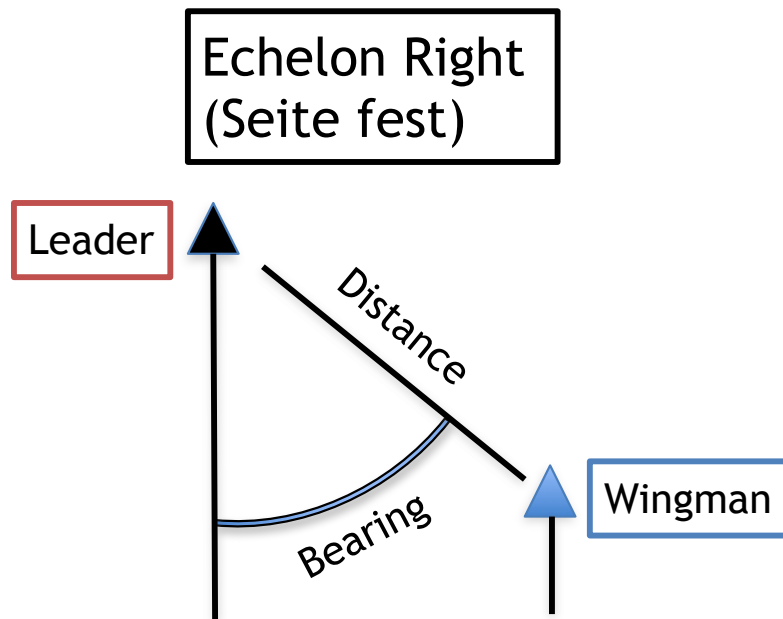 Echelon Right
(Seite fest)
Leader
Distance
Bearing
Wingman